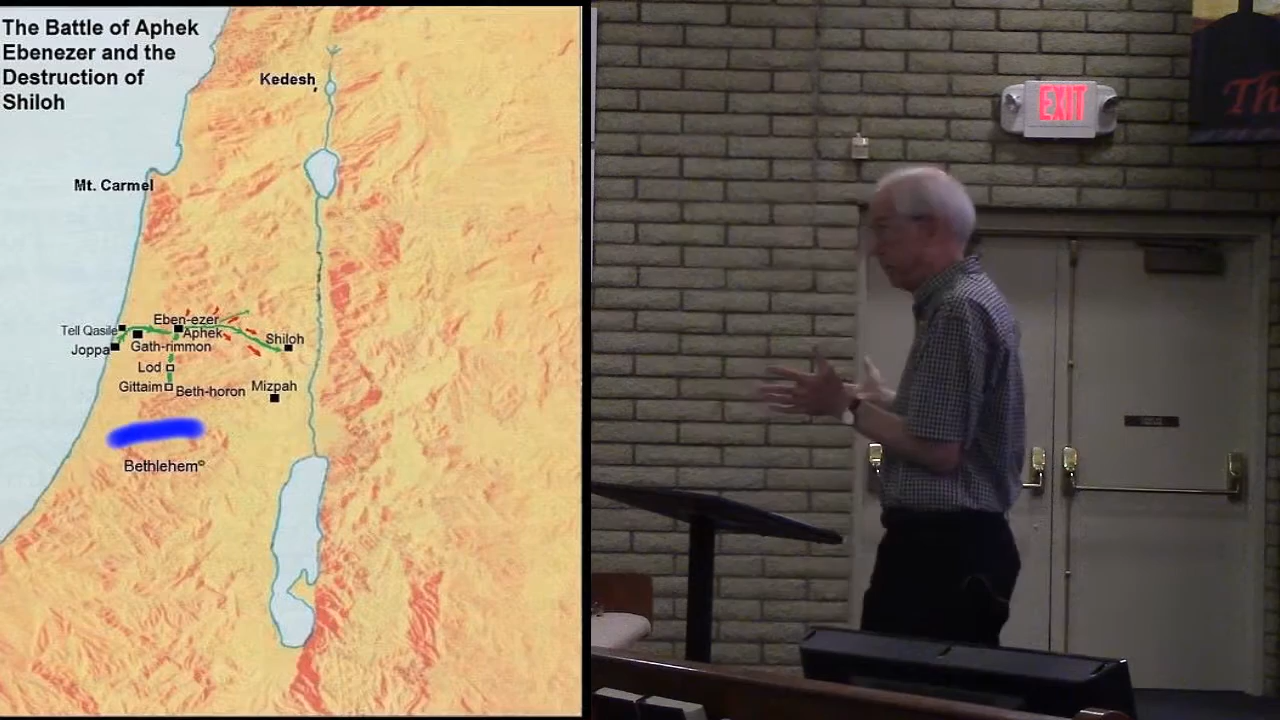 The Battle of Aphek
Ebenezer and the
Destruction of
Shiloh
Kedesh
Mt. Carmel
Eben-ezer
Tell Qasile
Aphek
Joppa
Gath-rimmon
Shiloh
Lod
Gittaim
Beth-horon
Mizpah
Bethlehem
EXIT
Th